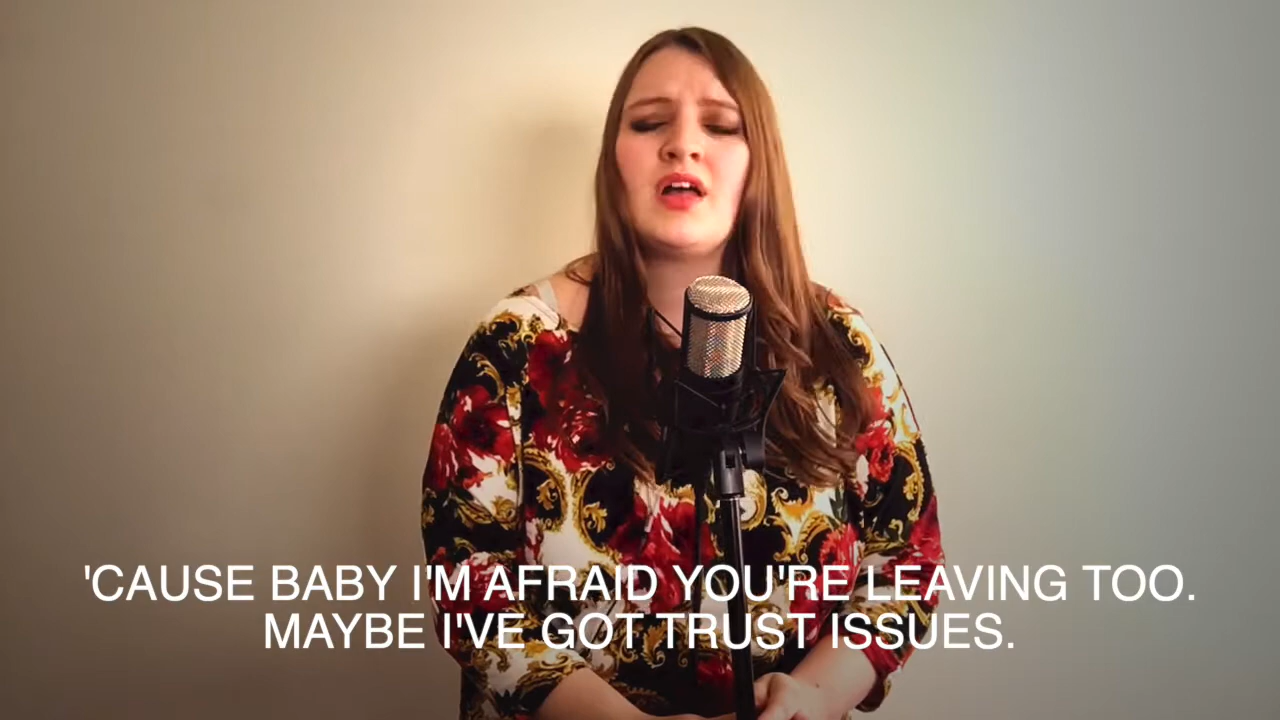 'CAUSE BABY I'M AFRAID YOU'RE LEAVING TOO.
MAYBE I'VE GOT TRUST ISSUES.